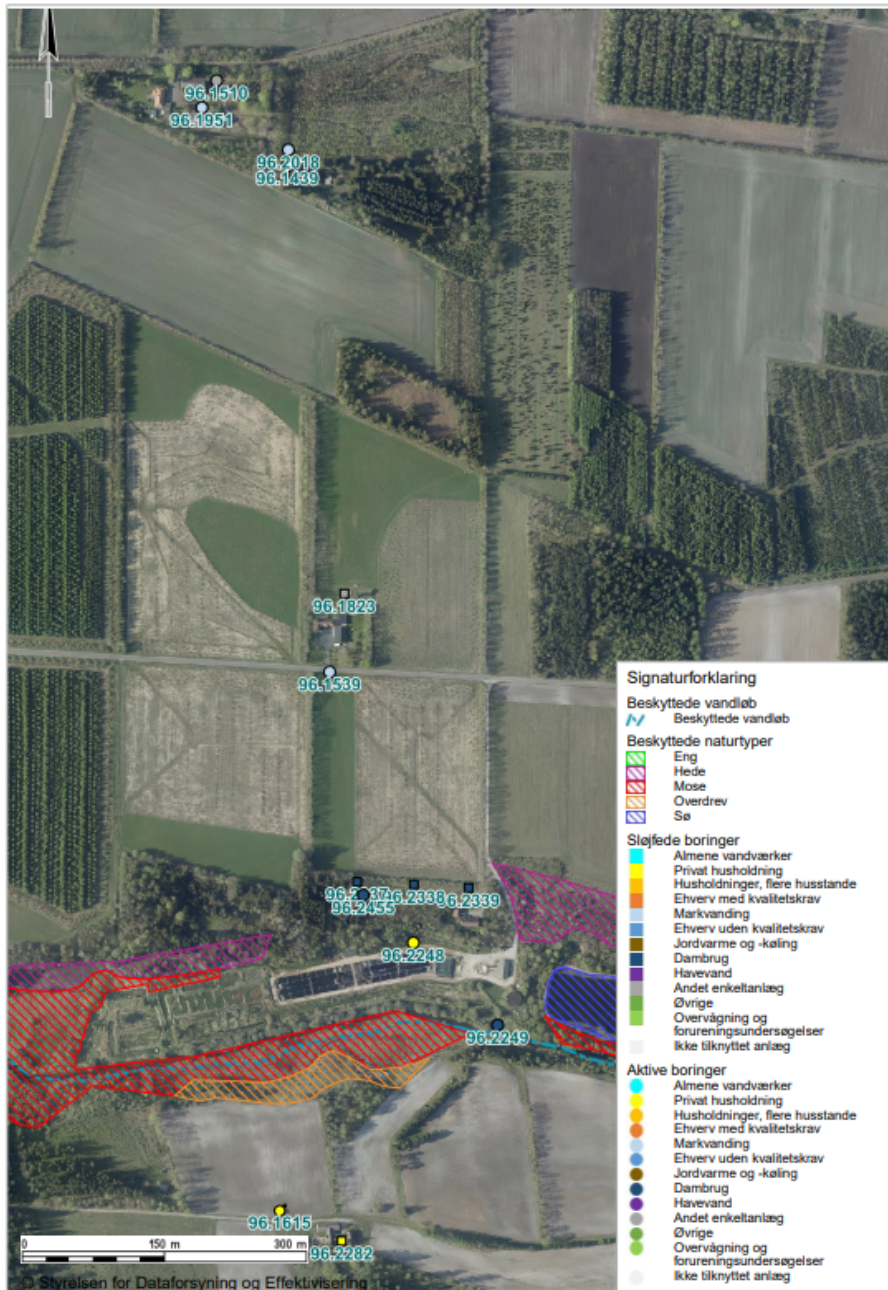 96.1510
96.1951
96.2018
96.1439
96.1823
96.1539
96.2338
96.2339
96.2455
96.2248
96.2249
96.1615
96.2282
0 150 m 300 m
© Styrelsen for Dataforsyning og Effektivisering
Signaturforklaring
Beskyttede vandløb
Beskyttede vandløb
Beskyttede naturtyper
Eng
Hede
Mose
Overdrev
Sø
Sløjfede boringer
Almene vandværker
Privat husholdning
Husholdninger, flere husstande
Ehverv med kvalitetskrav
Markvanding
Ehverv uden kvalitetskrav
Jordvarme og -køling
Dambrug
Havevand
Andet enkeltanlæg
Øvrige
Overvågning og
forureningsundersøgelser
Ikke tilknyttet anlæg
Aktive boringer
Almene vandværker
Privat husholdning
Husholdninger, flere husstande
Ehverv med kvalitetskrav
Markvanding
Ehverv uden kvalitetskrav
Jordvarme og -køling
Dambrug
Havevand
Andet enkeltanlæg
Øvrige
Overvågning og
forureningsundersøgelser
Ikke tilknyttet anlæg